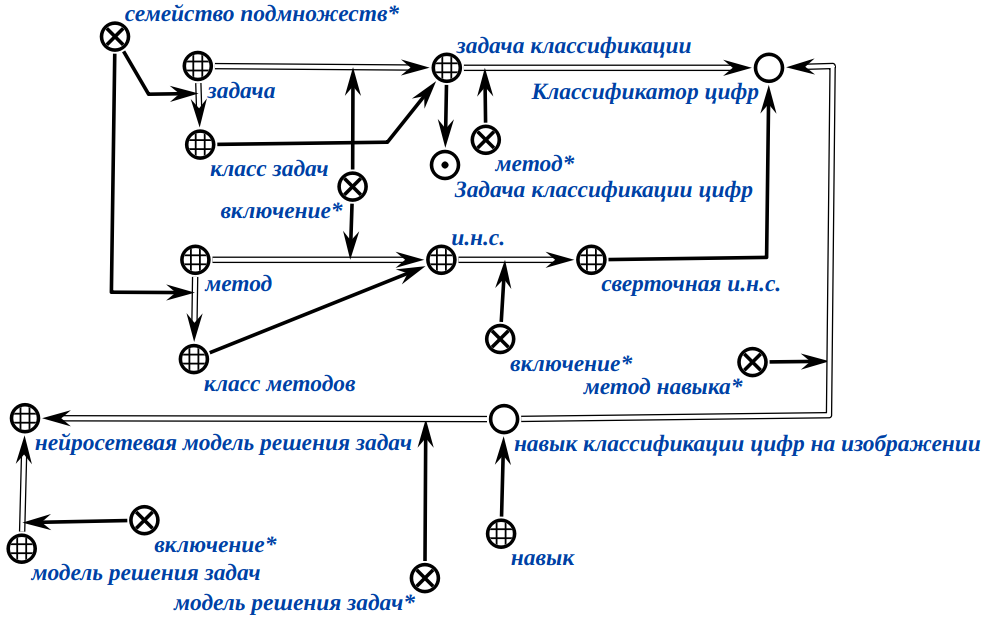 семейство подмножеств*
задача классификации
задача
Классификатор цифр
класс задач
метод*
Задача классификации цифр
включение*
и.н.с.
метод
сверточная и.н.с.
включение*
класс методов
метод навыка*
нейросетевая модель решения задач
навык классификации цифр на изображении
включение*
навык
модель решения задач
модель решения задач*